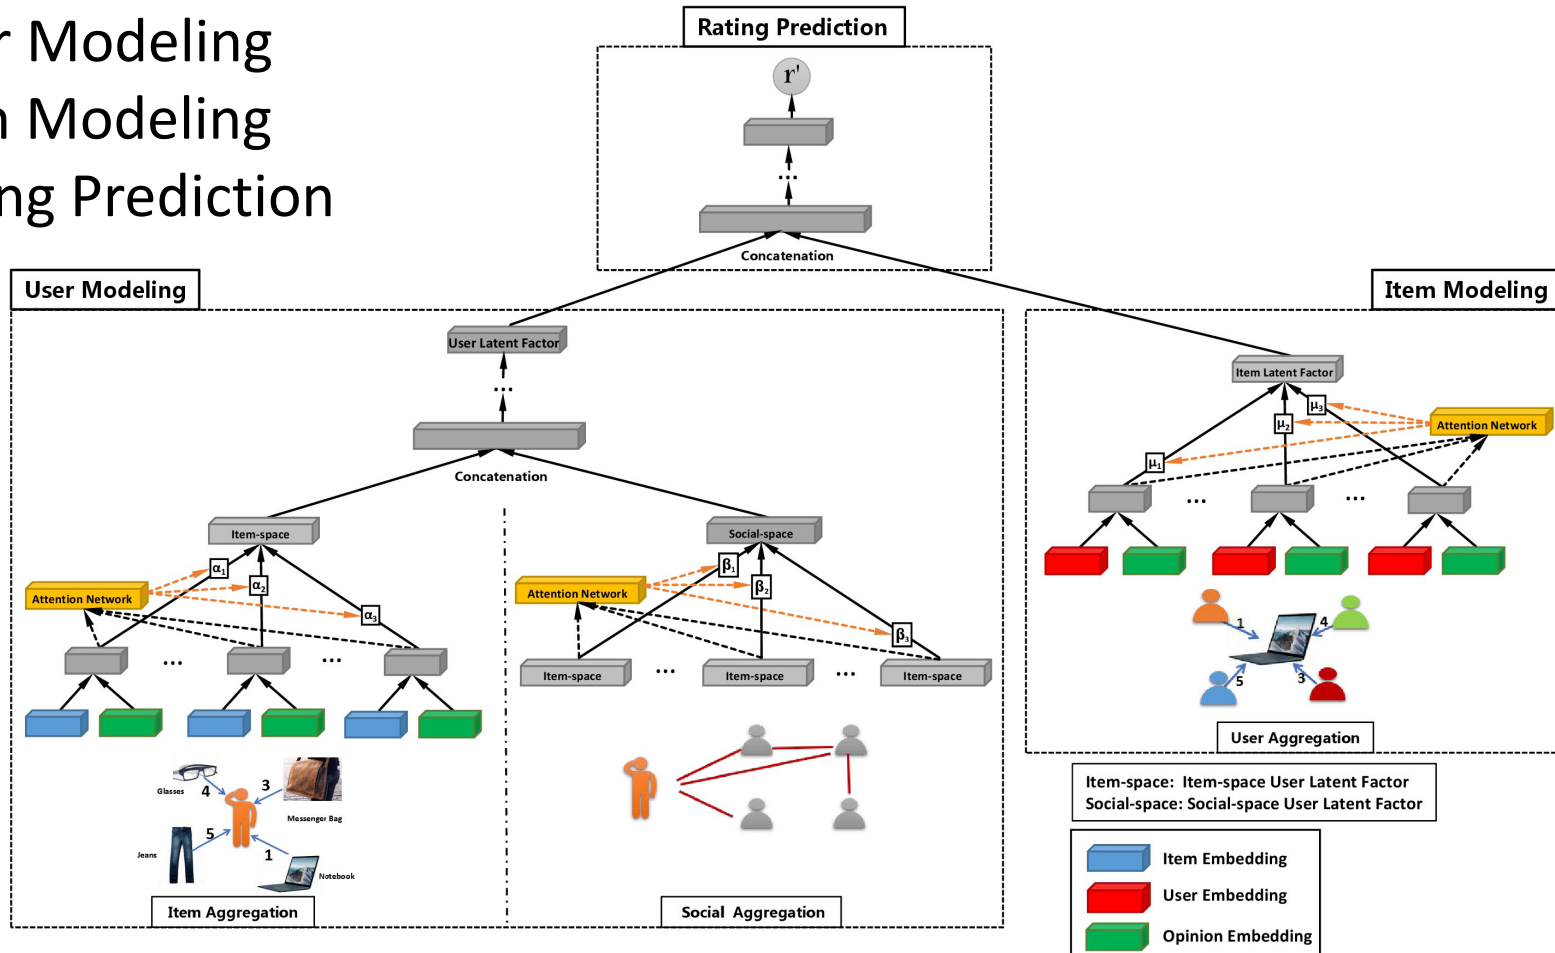 r Modeling
n Modeling
ng Prediction
Rating Prediction
r'
...
Concatenation
User Modeling
User Latent Factor
...
Concatenation
Item-space
Attention Network
α1
α2
α3
...
...
Glasses
4
3
Messenger Bag
Jeans
5
1
Notebook
Item Aggregation
Social-space
Attention Network
β1
β2
β3
Item-space
...
Item-space
...
Item-space
Social Aggregation
Item Modeling
Item Latent Factor
Attention Network
μ3
μ2
μ1
...
...
1
4
5
3
User Aggregation
Item-space: Item-space User Latent Factor
Social-space: Social-space User Latent Factor
Item Embedding
User Embedding
Opinion Embedding